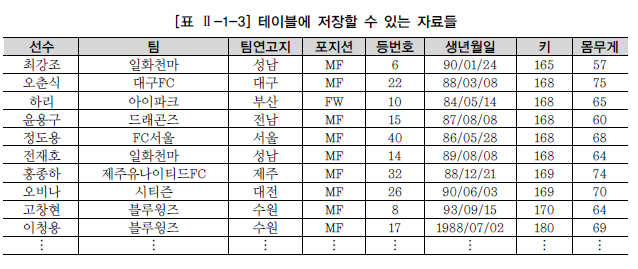 [표 Ⅱ-1-3] 테이블에 저장할 수 있는 자료들
선수 팀 팀연고지 포지션 등번호 생년월일 키 몸무게
최강조 일화천마 성남 MF 6 90/01/24 165 57
오춘식 대구FC 대구 MF 22 88/03/08 168 75
하리 아이파크 부산 FW 10 84/05/14 168 65
윤용구 드래곤즈 전남 MF 15 87/08/08 168 60
정도용 FC서울 서울 MF 40 86/05/28 168 68
전재호 일화천마 성남 MF 14 89/08/08 168 64
홍종하 제주유나이티드FC 제주 MF 32 88/12/21 169 74
오비나 시티즌 대전 MF 26 90/06/03 169 70
고창현 블루윙즈 수원 MF 8 93/09/15 170 64
이청용 블루윙즈 수원 MF 17 1988/07/02 180 69
⋮ ⋮ ⋮ ⋮ ⋮ ⋮ ⋮ ⋮